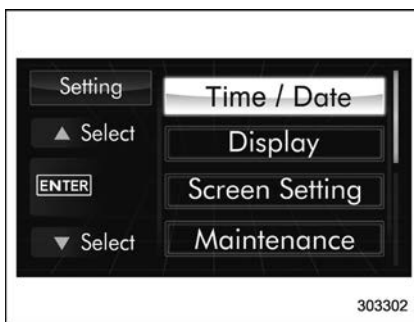 Setting
Time / Date
▲ Select
Display
ENTER
Screen Setting
▼ Select
Maintenance
303302